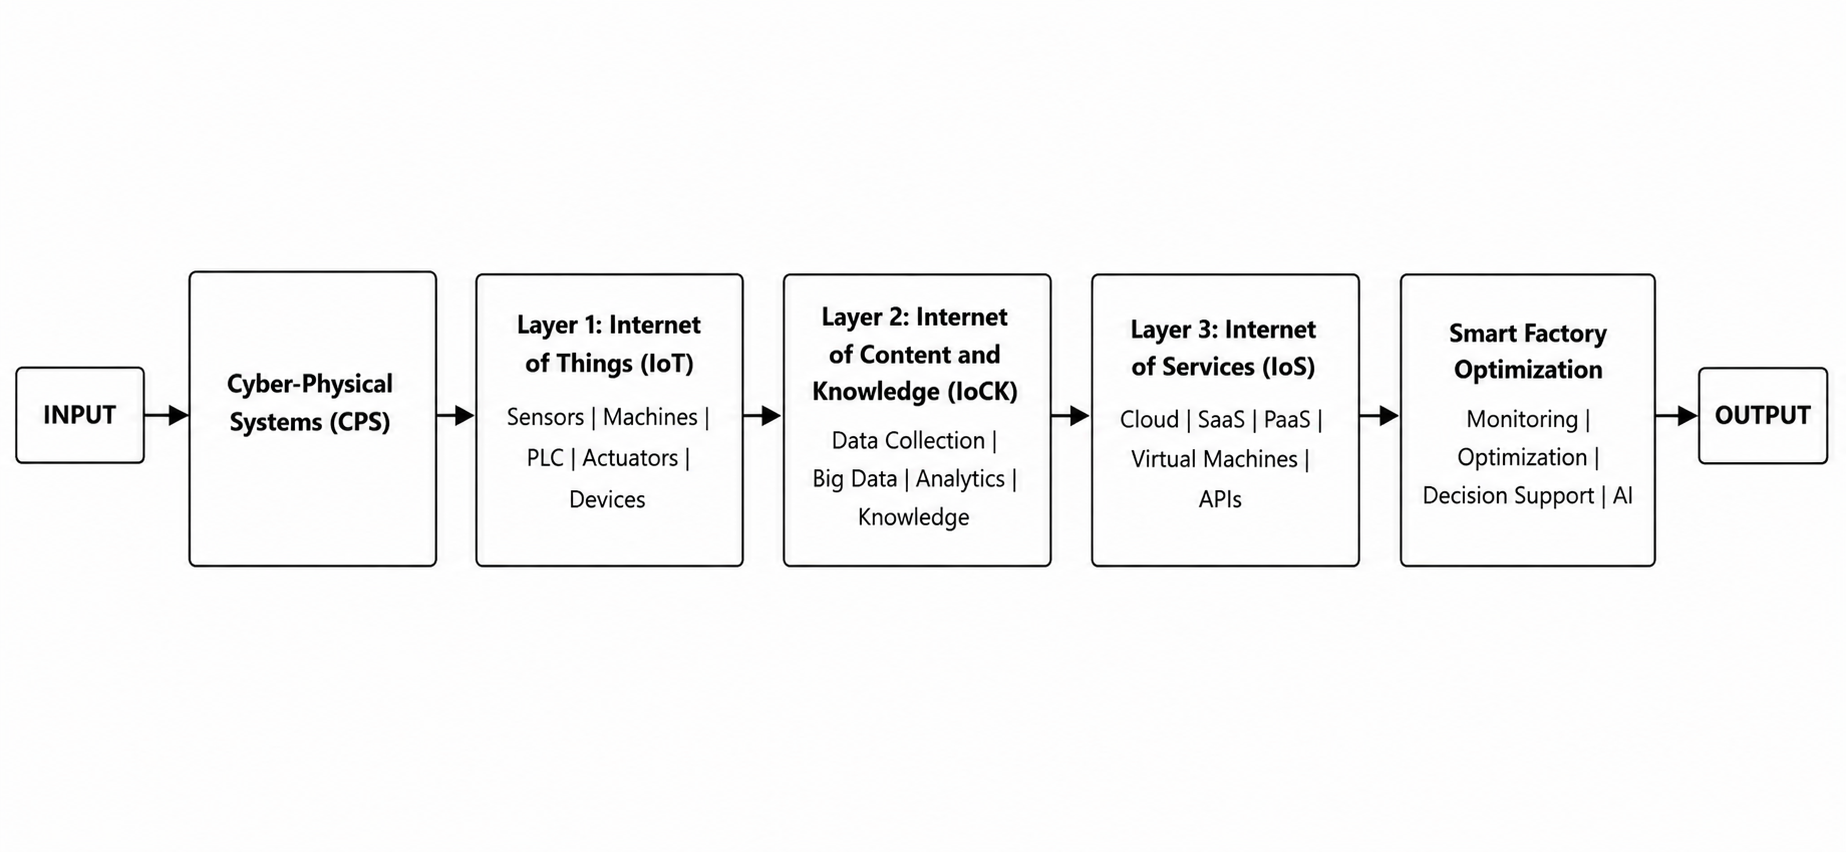 INPUT
Cyber-Physical
Systems (CPS)
Layer 1: Internet
of Things (IoT)
Sensors | Machines |
PLC | Actuators |
Devices
Layer 2: Internet
of Content and
Knowledge (IoCK)
Data Collection |
Big Data | Analytics |
Knowledge
Layer 3: Internet
of Services (IoS)
Cloud | SaaS | PaaS |
Virtual Machines |
APIs
Smart Factory
Optimization
Monitoring |
Optimization |
Decision Support | AI
OUTPUT